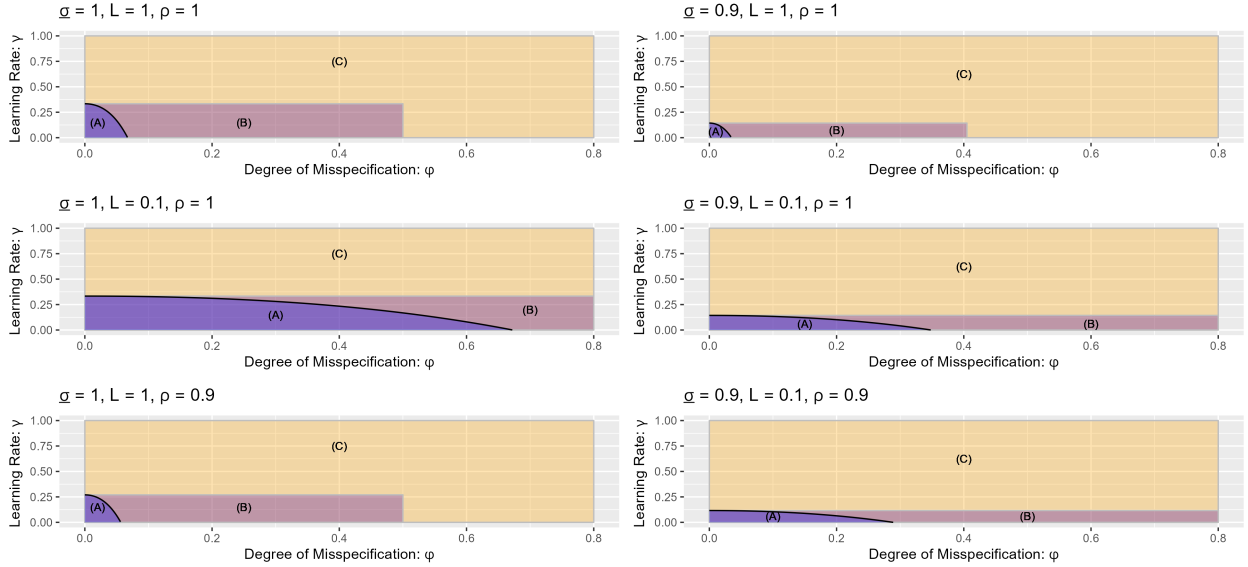 σ = 1, L = 1, ρ = 1
Learning Rate: γ
1.00
0.75
0.50
0.25
0.00
(C)
(A)
(B)
0.0 0.2 0.4 0.6 0.8
Degree of Misspecification: φ
σ = 0.9, L = 1, ρ = 1
Learning Rate: γ
1.00
0.75
0.50
0.25
0.00
(C)
(A)
(B)
0.0 0.2 0.4 0.6 0.8
Degree of Misspecification: φ
σ = 1, L = 0.1, ρ = 1
Learning Rate: γ
1.00
0.75
0.50
0.25
0.00
(C)
(A)
(B)
0.0 0.2 0.4 0.6 0.8
Degree of Misspecification: φ
σ = 0.9, L = 0.1, ρ = 1
Learning Rate: γ
1.00
0.75
0.50
0.25
0.00
(C)
(A)
(B)
0.0 0.2 0.4 0.6 0.8
Degree of Misspecification: φ
σ = 1, L = 1, ρ = 0.9
Learning Rate: γ
1.00
0.75
0.50
0.25
0.00
(C)
(A)
(B)
0.0 0.2 0.4 0.6 0.8
Degree of Misspecification: φ
σ = 0.9, L = 0.1, ρ = 0.9
Learning Rate: γ
1.00
0.75
0.50
0.25
0.00
(C)
(A)
(B)
0.0 0.2 0.4 0.6 0.8
Degree of Misspecification: φ